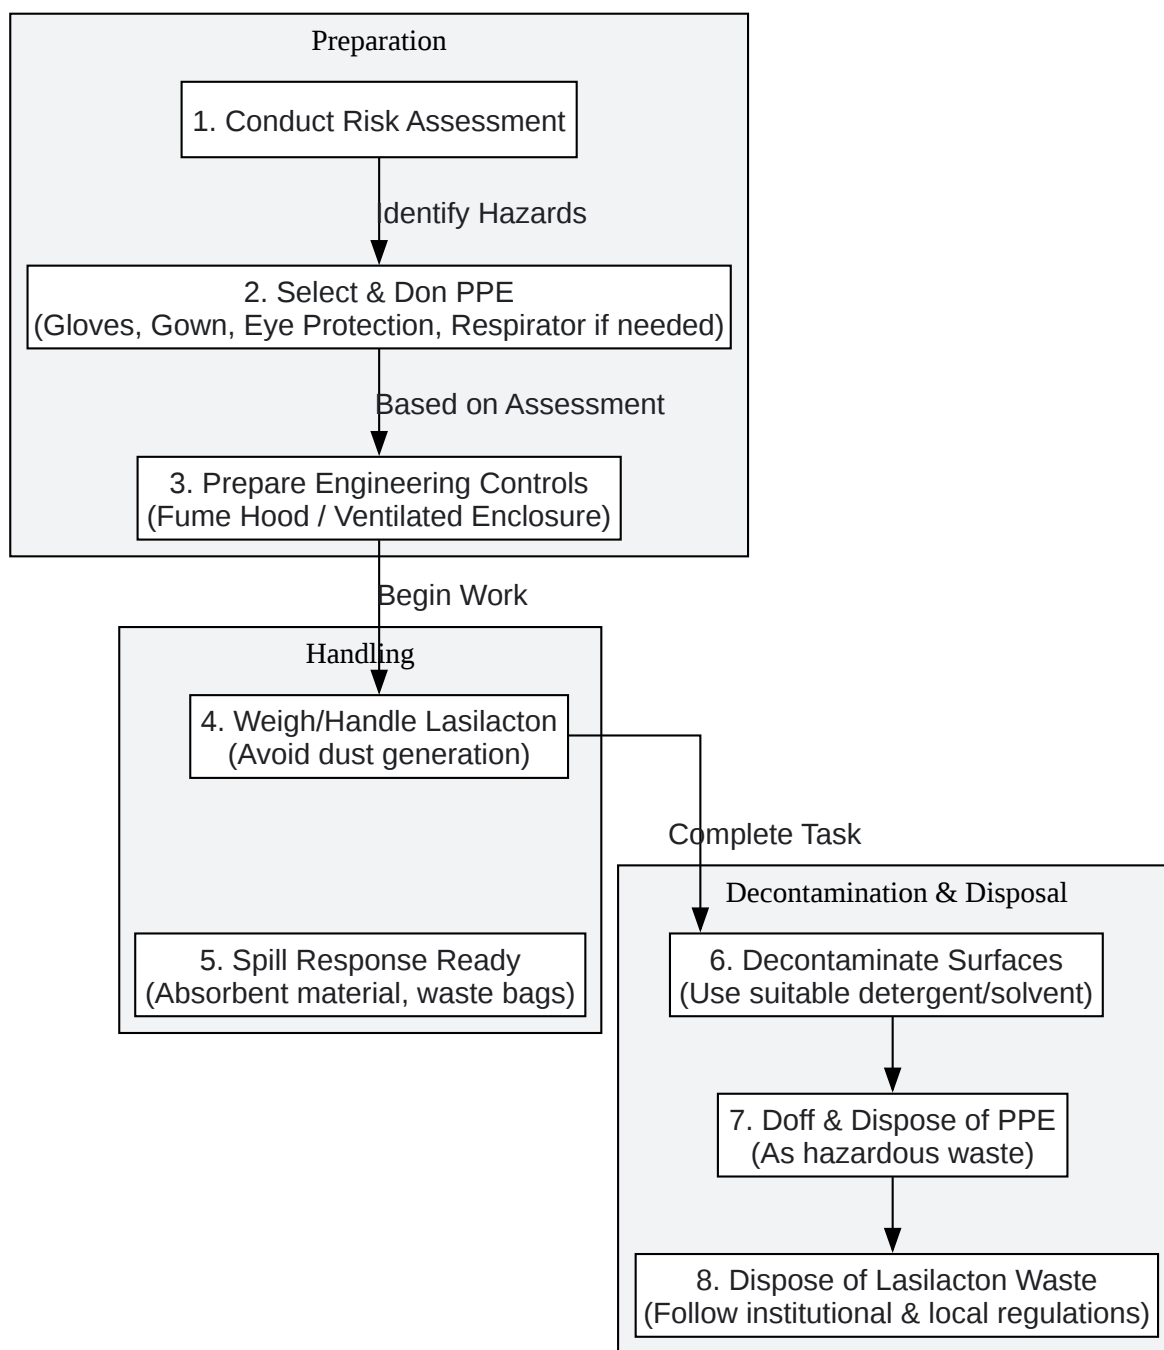 Preparation
1. Conduct Risk Assessment
Identify Hazards
2. Select & Don PPE
(Gloves, Gown, Eye Protection, Respirator if needed)
Based on Assessment
3. Prepare Engineering Controls
(Fume Hood / Ventilated Enclosure)
Begin Work
Handling
4. Weigh/Handle Lasilacton
(Avoid dust generation)
Complete Task
5. Spill Response Ready
(Absorbent material, waste bags)
Decontamination & Disposal
6. Decontaminate Surfaces
(Use suitable detergent/solvent)
7. Doff & Dispose of PPE
(As hazardous waste)
8. Dispose of Lasilacton Waste
(Follow institutional & local regulations)